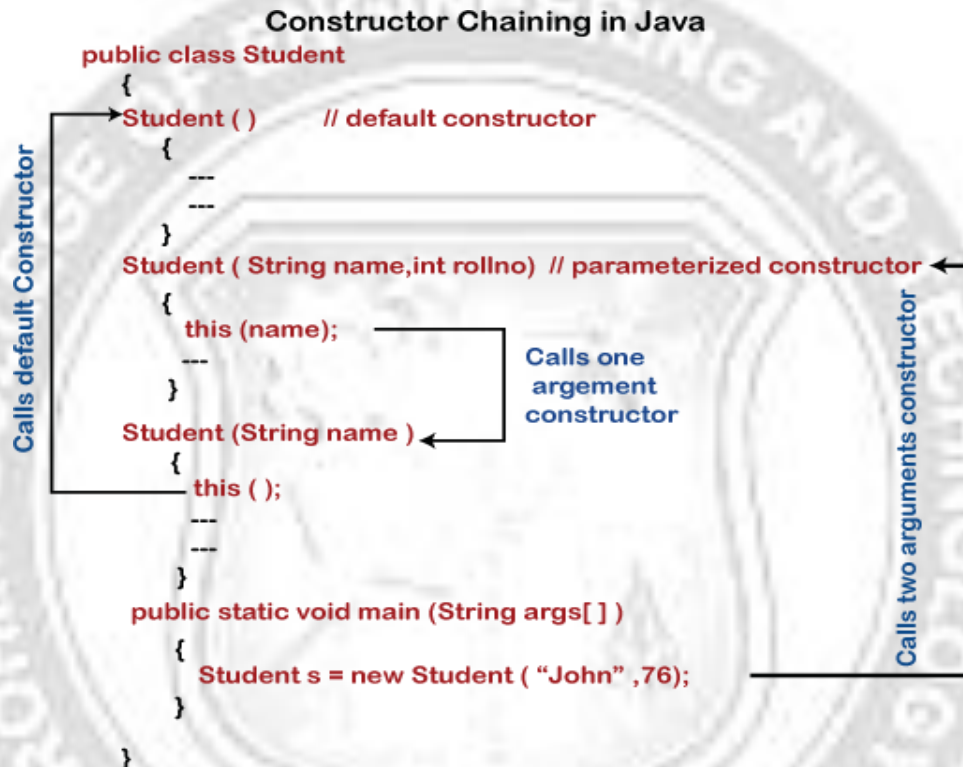 Constructor Chaining in Java
public class Student
{
Student ( ) // default constructor
{
---
---
}
Student ( String name,int rollno) // parameterized constructor
{
this (name);
---
}
Student (String name )
{
this ( );
---
---
}
public static void main (String args[ ] )
{
Student s = new Student ( “John” ,76);
}
}
Calls default Constructor
Calls one
argement
constructor
Calls two arguments constructor